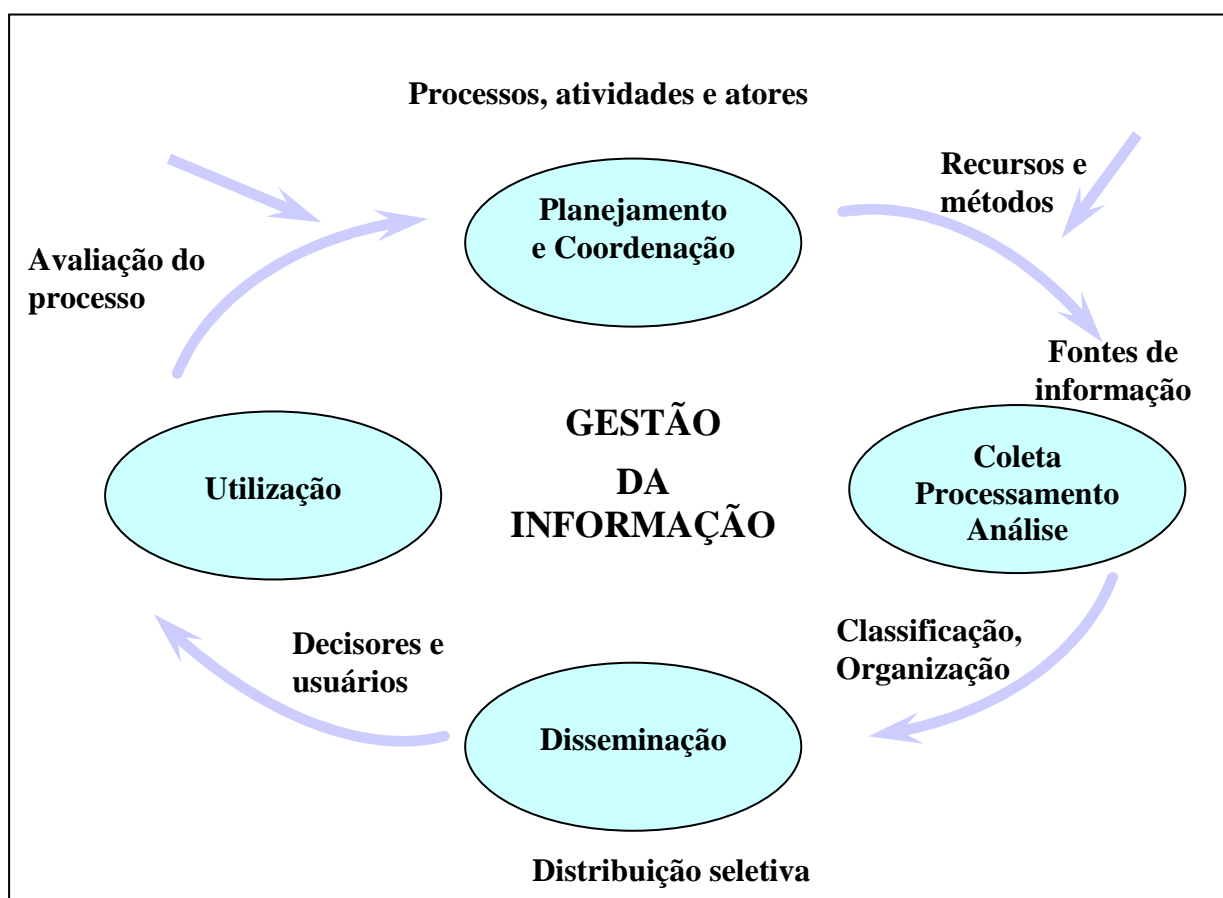 Processos, atividades e atores
Planejamento
e Coordenação
Recursos e
métodos
Avaliação do
processo
Fontes de
informação
GESTÃO
DA
INFORMAÇÃO
Utilização
Coleta
Processamento
Análise
Decisores e
usuários
Classificação,
Organização
Disseminação
Distribuição seletiva